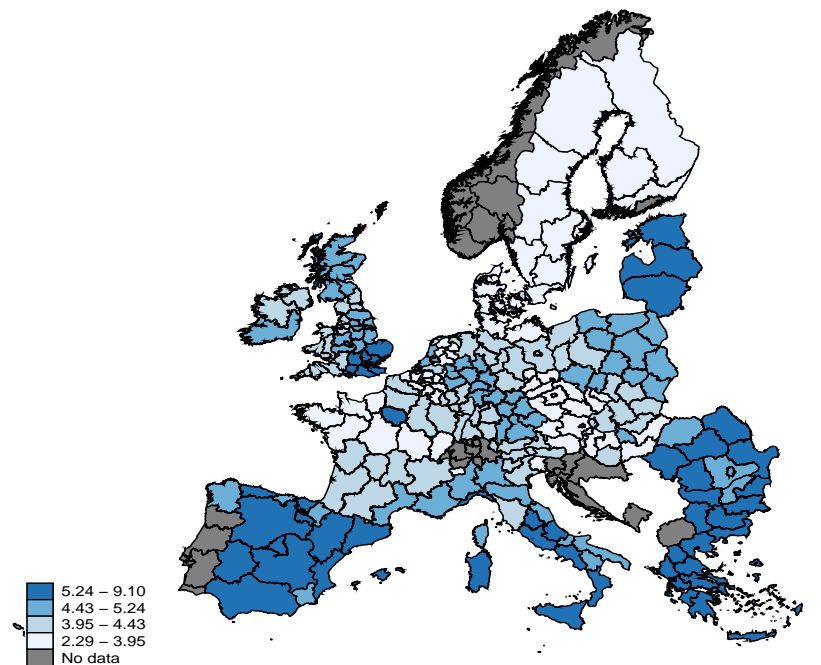 5.24 – 9.10
4.43 – 5.24
3.95 – 4.43
2.29 – 3.95
No data